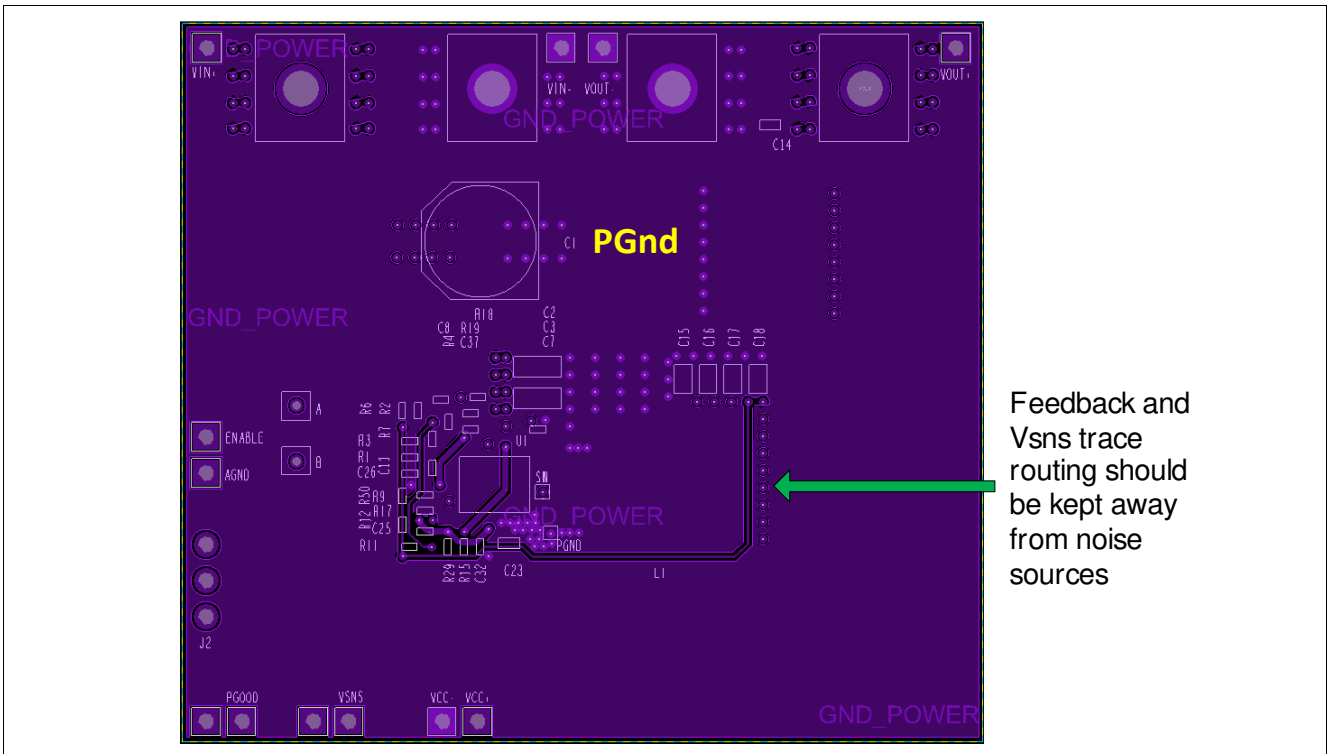 GND_POWER
VIN+
VIN-
VOUT-
VOUT+
GND_POWER
C14
C1
PGnd
GND_POWER
R18
C2
C8
R19
C3
R4
C37
C7
C15
C16
C17
C18
R6
R2
A
R7
ENABLE
R3
U1
B
R1
C11
AGND
C26
SW
R50
R9
R17
GND_POWER
R12
C25
PGND
R11
R29
R15
C32
C23
L1
J2
PGOOD
VSNS
VCC-
VCC+
GND_POWER
Feedback and
Vsns trace
routing should
be kept away
from noise
sources